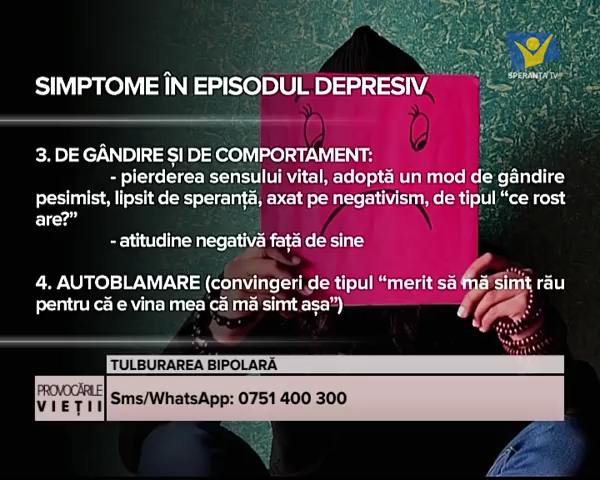 SPERANȚA TV
SIMPTOME ÎN EPISODUL DEPRESIV
3. DE GÂNDIRE ȘI DE COMPORTAMENT:
- pierderea sensului vital, adoptă un mod de gândire
pesimist, lipsit de speranță, axat pe negativism, de tipul “ce rost
are?”
- atitudine negativă față de sine
4. AUTOBLAMARE (convingeri de tipul “merit să mă simt rău
pentru că e vina mea că mă simt așa”)
TULBURAREA BIPOLARĂ
PROVOCĂRILE
VIEȚII
Sms/WhatsApp: 0751 400 300